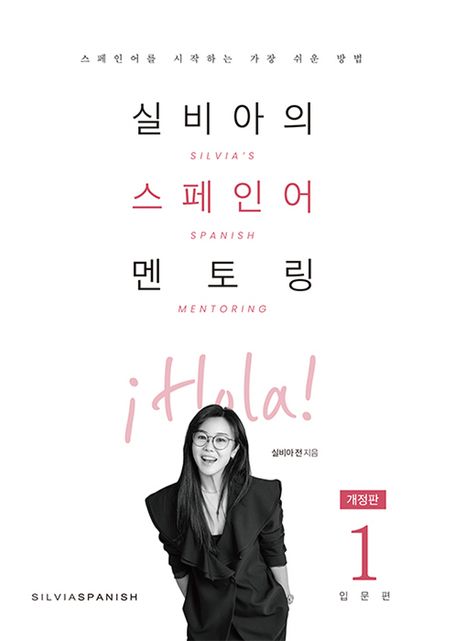 스페인어를 시작하는 가장 쉬운 방법
실비아의
SILVIA'S
스페인어
SPANISH
멘토링
MENTORING
¡Hola!
실비아 전 지음
개정판
1
입문편
SILVIASPANISH